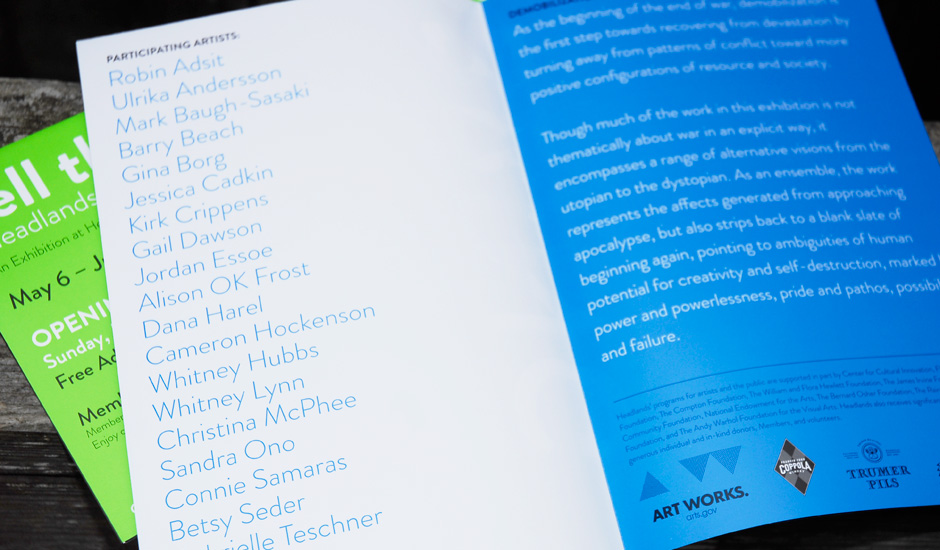 ell th
eadlands
n Exhibition at He
May 6 – J
OPENI
Sunday,
Free Ad
Mem
Member
Enjoy
PARTICIPATING ARTISTS:
Robin Adsit
Ulrika Andersson
Mark Baugh-Sasaki
Barry Beach
Gina Borg
Jessica Cadkin
Kirk Crippens
Gail Dawson
Jordan Essoe
Alison OK Frost
Dana Harel
Cameron Hockenson
Whitney Hubbs
Whitney Lynn
Christina McPhee
Sandra Ono
Connie Samaras
Betsy Seder
elle Teschner
As the beginning of the end of war, demobilization is
the first step towards recovering from devastation by
turning away from patterns of conflict toward more
positive configurations of resource and society.
Though much of the work in this exhibition is not
thematically about war in an explicit way, it
encompasses a range of alternative visions from the
utopian to the dystopian. As an ensemble, the work
represents the affects generated from approaching
apocalypse, but also strips back to a blank slate of
beginning again, pointing to ambiguities of human
potential for creativity and self-destruction, marked
power and powerlessness, pride and pathos, possibi
and failure.
Headlands' programs for artists and the public are supported in part by Center for Cultural Innovation,
Foundation, The Compton Foundation, The William and Flora Hewlett Foundation, The James Irvine
Community Foundation, National Endowment for the Arts, The Bernard Osher Foundation, The
Foundation, and The Andy Warhol Foundation for the Visual Arts. Headlands also receives significant
generous individual and in-kind donors, Members, and volunteers.
ART WORKS.
arts.gov
COPPOLA
TRUMER
PILS